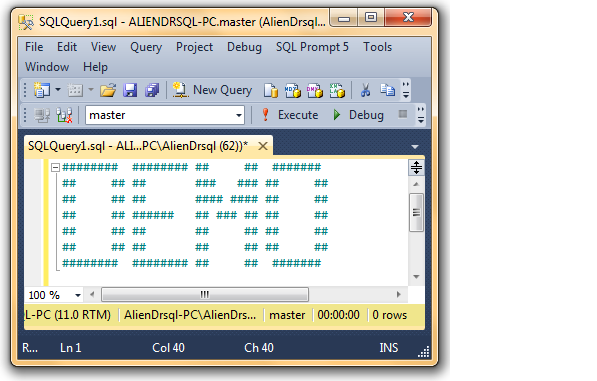 SQLQuery1.sql - ALIENDRSQL-PC.master (AlienDrsql...
File Edit View Query Project Debug SQL Prompt 5 Tools
Window Help
New Query
master Execute Debug
SQLQuery1.sql - ALI...PC\AlienDrsql (62))*
######## ######## ##     ##  #######
##     ## ##       ###   ### ##     ##
##     ## ##       #### #### ##     ##
##     ## ######   ## ### ## ##     ##
##     ## ##       ##     ## ##     ##
##     ## ##       ##     ## ##     ##
######## ######## ##     ##  #######
100 %
QL-PC (11.0 RTM) AlienDrsql-PC\AlienDrs... master 00:00:00 0 rows
R... Ln 1 Col 40 Ch 40 INS